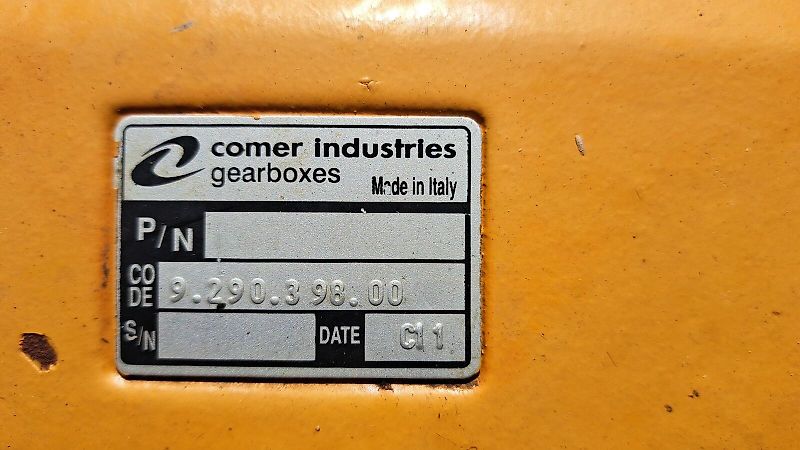 comer industries
gearboxes
Made in Italy
P/N
CODE 9.290.398.00
S/N
DATE C11